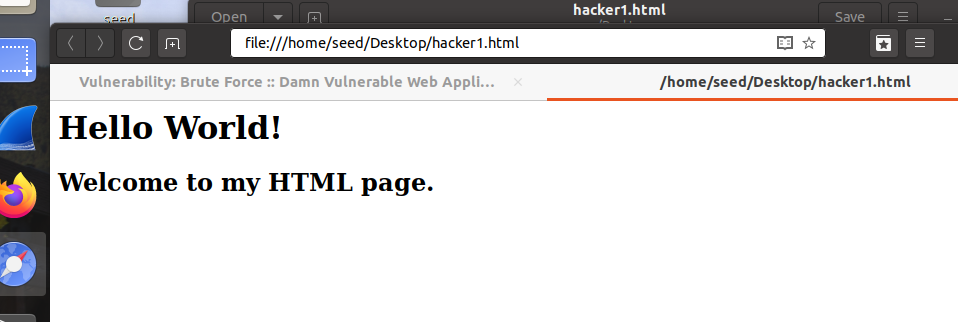 seed
Open
hacker1.html
Save
file:///home/seed/Desktop/hacker1.html
Vulnerability: Brute Force :: Damn Vulnerable Web Appli…
/home/seed/Desktop/hacker1.html
Hello World!
Welcome to my HTML page.